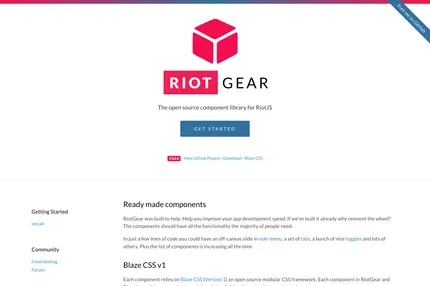 Fork me on GitHub
RIOT GEAR
The open source component library for RiotJS
GET STARTED
View Github Project • Download • Blaze CSS
Getting Started
Install
Community
Contributing
Forum
Ready made components
RiotGear was built to help. Help you improve your app development speed. If we've built it already why reinvent the wheel?
The components should have all the functionality the majority of people need.
In just a few lines of code you could have an off-canvas slide in side-menu, a set of tabs, a bunch of nice toggles and lots of
others. Plus the list of components is increasing all the time.
Blaze CSS v1
Each component relies on Blaze CSS (Version 1) an open source modular CSS framework. Each component in RiotGear and